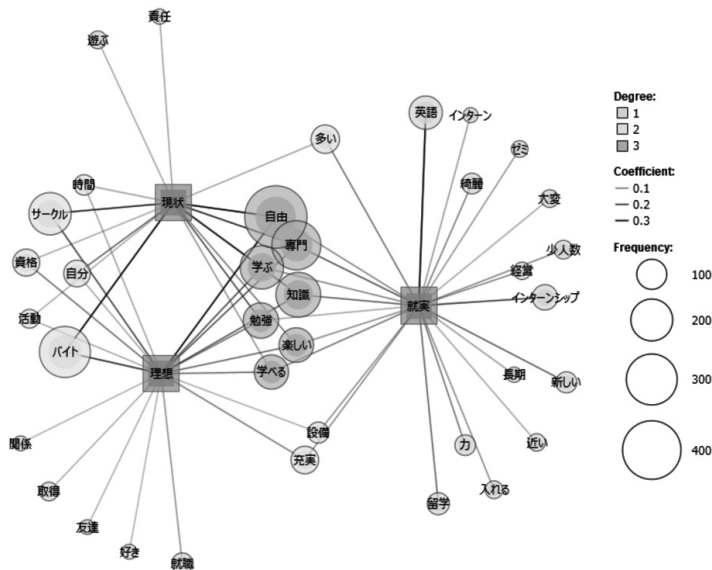 責任
遊ぶ
英語
インターン
多い
ゼミ
時間
綺麗
大変
サークル
現状
自由
専門
少人数
資格
自分
学ぶ
経営
知識
インターンシップ
活動
勉強
就実
バイト
楽しい
理想
学べる
長期
新しい
関係
設備
力
近い
充実
取得
入れる
留学
友達
好き
就職
Degree:
1
2
3
Coefficient:
0.1
0.2
0.3
Frequency:
100
200
300
400